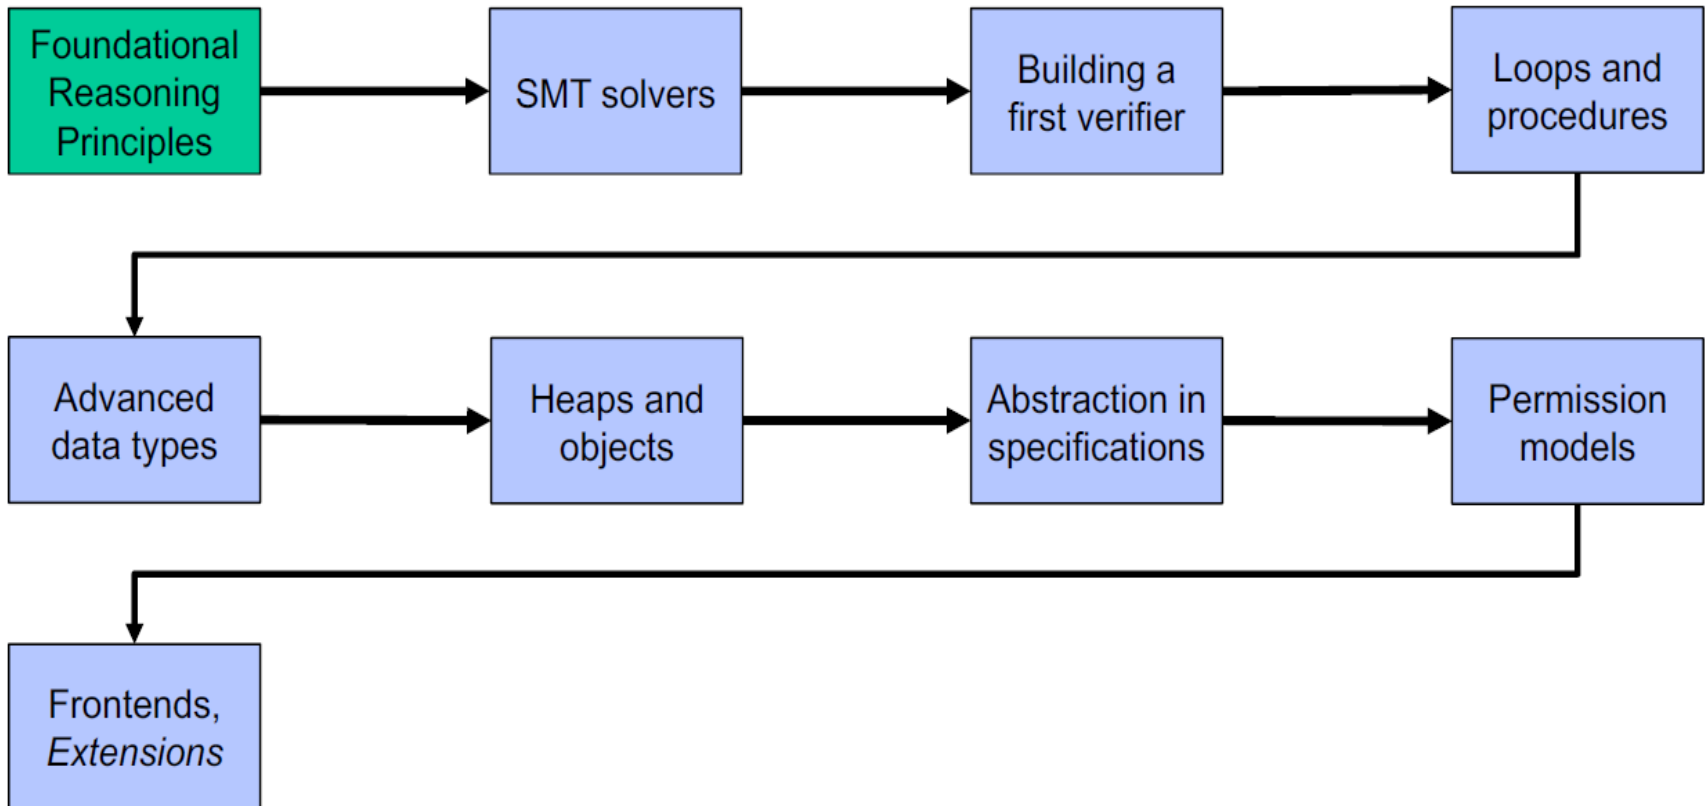 Foundational
Reasoning
Principles
SMT solvers
Building a
first verifier
Loops and
procedures
Advanced
data types
Heaps and
objects
Abstraction in
specifications
Permission
models
Frontends,
Extensions